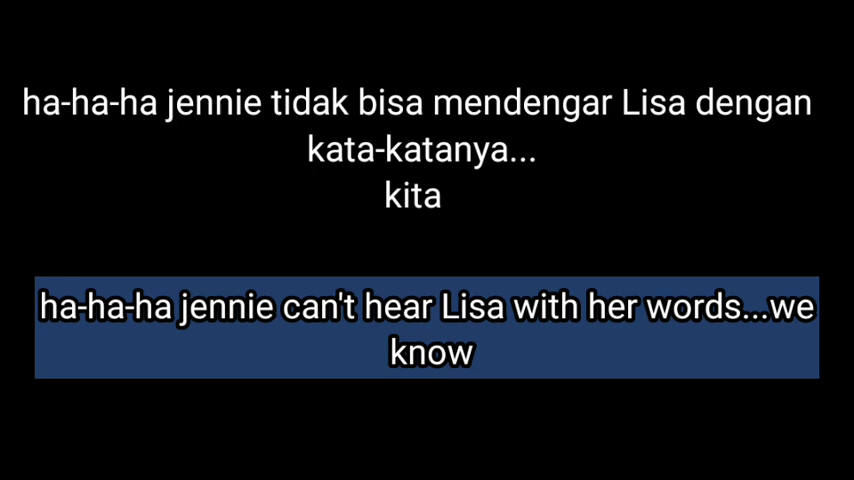 ha-ha-ha jennie tidak bisa mendengar Lisa dengan
kata-katanya...
kita
ha-ha-ha jennie can't hear Lisa with her words...we
know